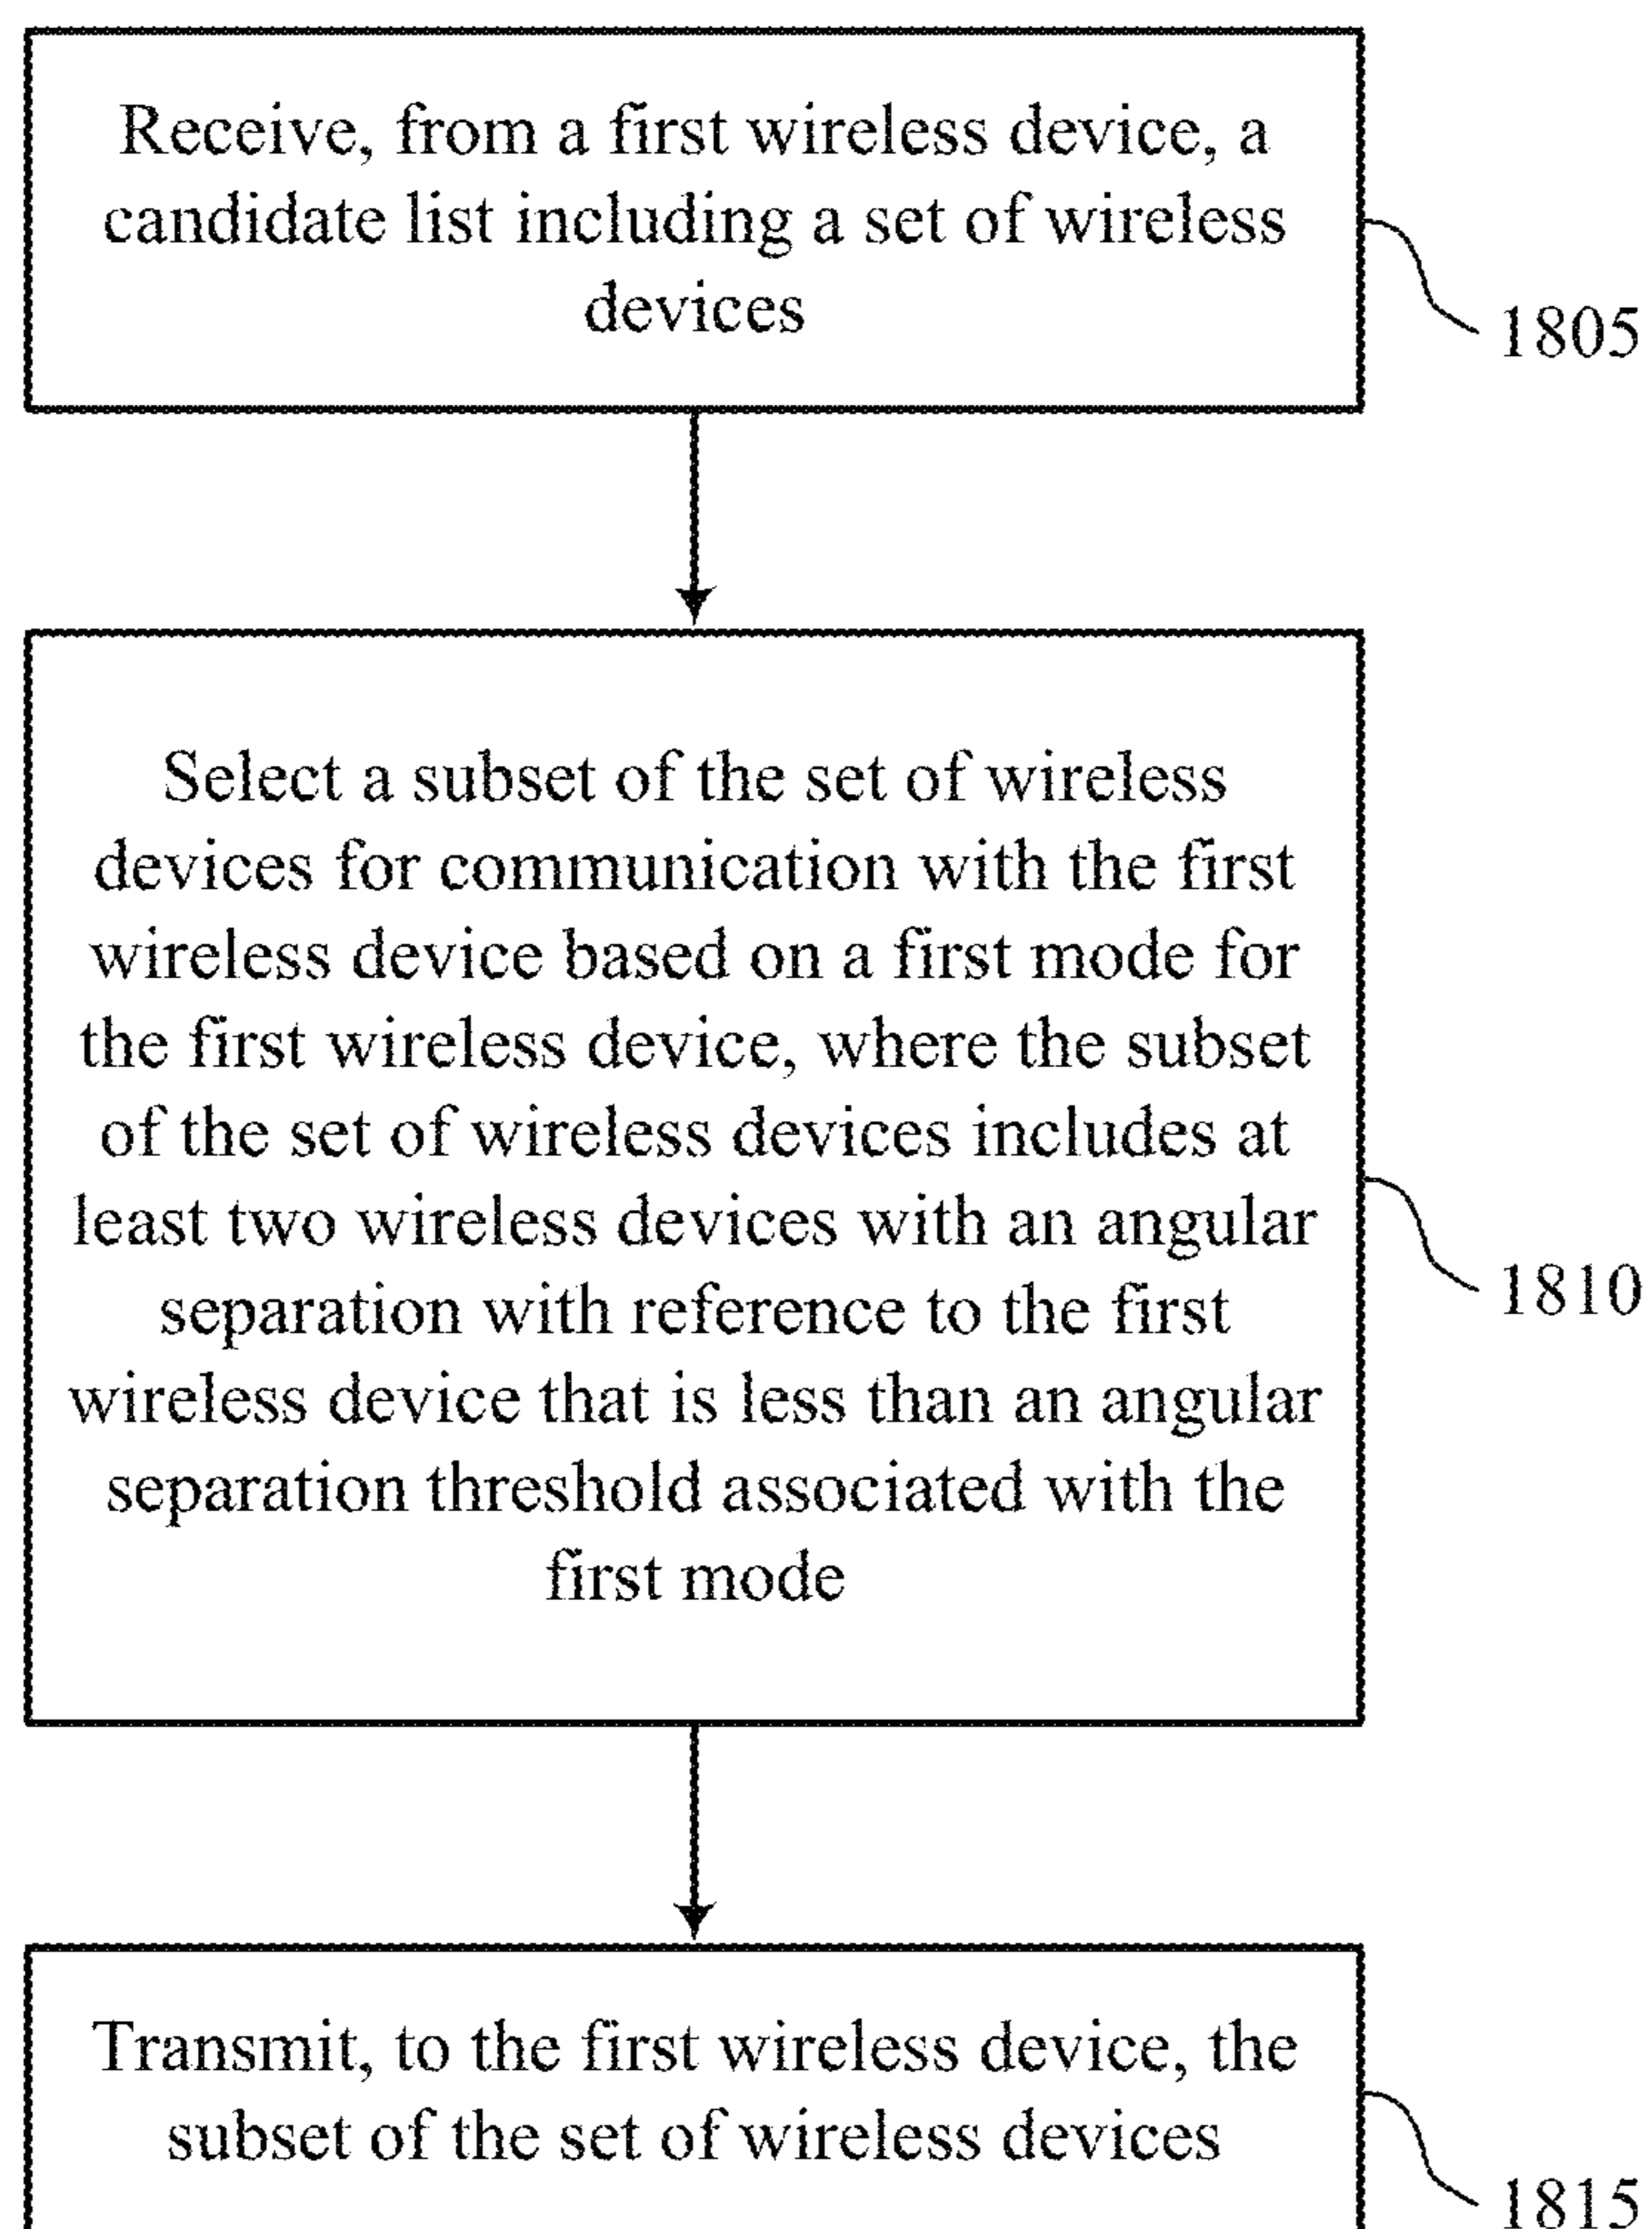 Receive, from a first wireless device, a
candidate list including a set of wireless
devices
1805
Select a subset of the set of wireless
devices for communication with the first
wireless device based on a first mode for
the first wireless device, where the subset
of the set of wireless devices includes at
least two wireless devices with an angular
separation with reference to the first
wireless device that is less than an angular
separation threshold associated with the
first mode
1810
Transmit, to the first wireless device, the
subset of the set of wireless devices
1815